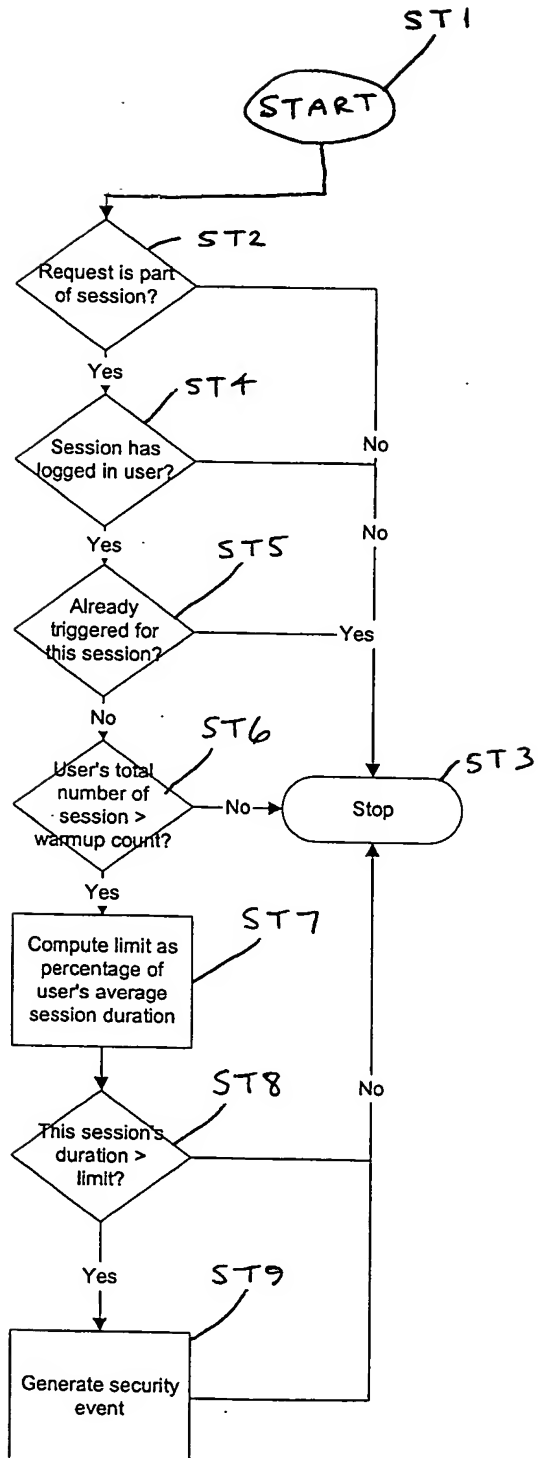 ST1
START
ST2
Request is part
of session?
Yes
No
ST4
Session has
logged in user?
No
Yes
ST5
Already
triggered for
this session?
Yes
No
ST6
User's total
number of
session >
warmup count?
No
ST3
Stop
Yes
ST7
Compute limit as
percentage of
user's average
session duration
ST8
No
This session's
duration >
limit?
Yes
ST9
Generate security
event